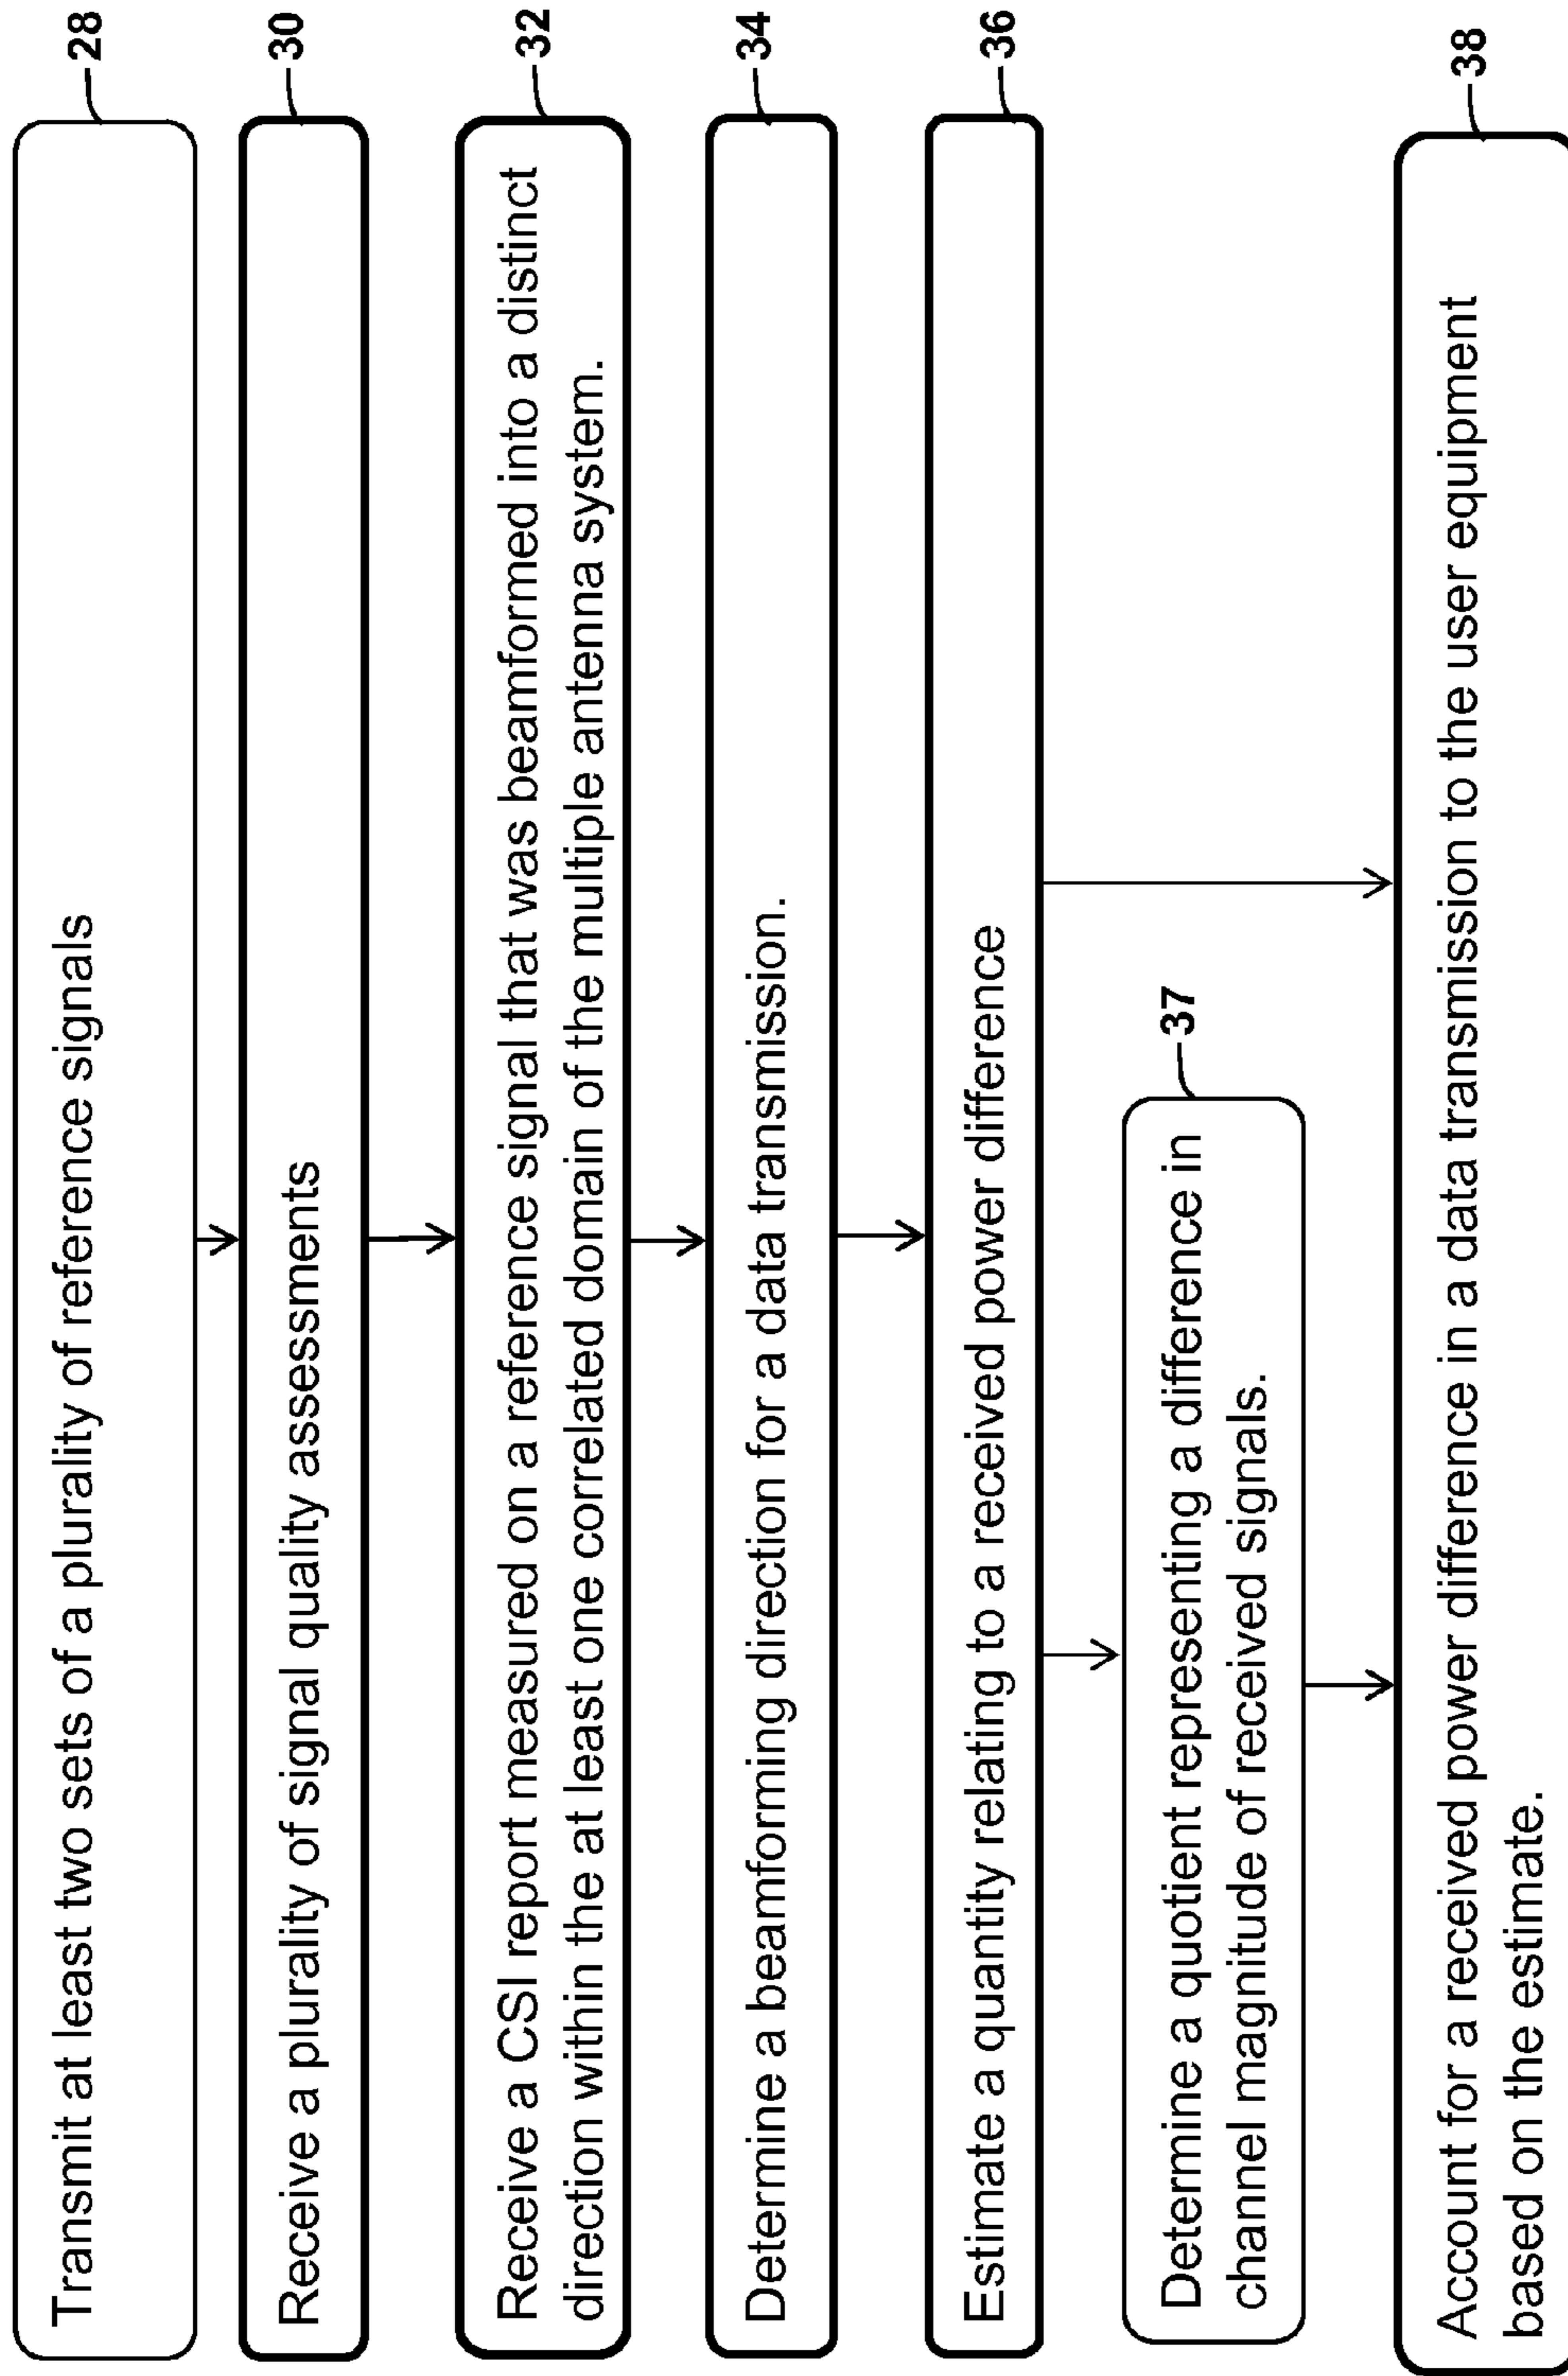 Transmit at least two sets of a plurality of reference signals
28
Receive a plurality of signal quality assessments
30
Receive a CSI report measured on a reference signal that was beamformed into a distinct
direction within the at least one correlated domain of the multiple antenna system.
32
Determine a beamforming direction for a data transmission.
34
Estimate a quantity relating to a received power difference
36
Determine a quotient representing a difference in
channel magnitude of received signals.
37
Account for a received power difference in a data transmission to the user equipment
based on the estimate.
38